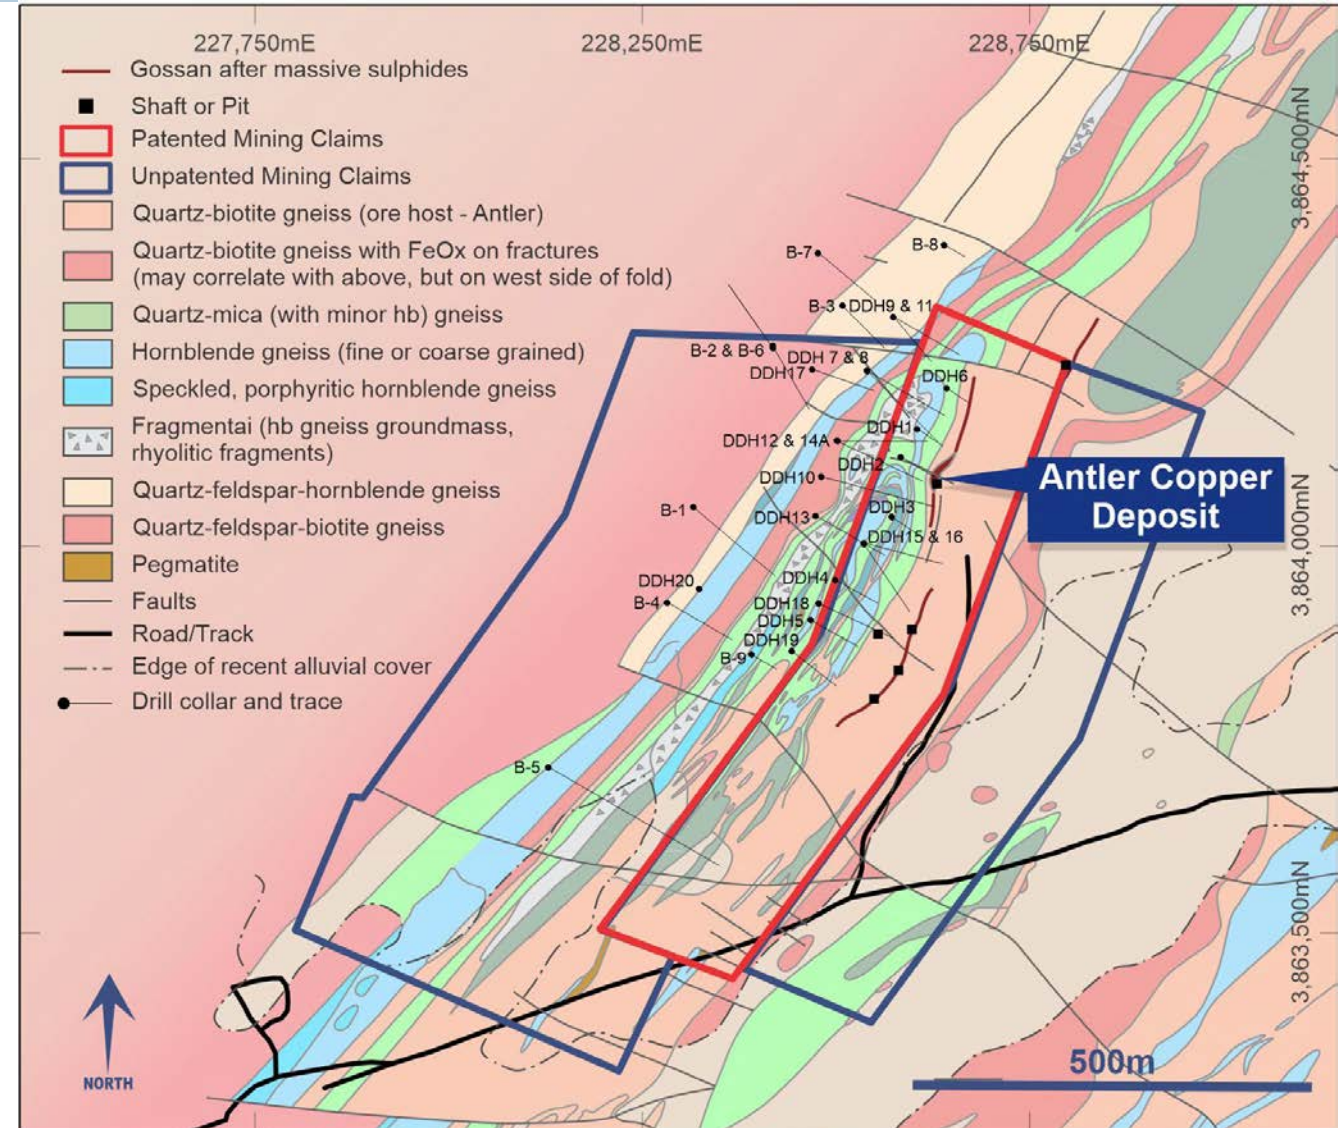 227,750mE
228,250mE
228,750mE
Gossan after massive sulphides
Shaft or Pit
Patented Mining Claims
Unpatented Mining Claims
Quartz-biotite gneiss (ore host - Antler)
Quartz-biotite gneiss with FeOx on fractures
(may correlate with above, but on west side of fold)
Quartz-mica (with minor hb) gneiss
Hornblende gneiss (fine or coarse grained)
Speckled, porphyritic hornblende gneiss
Fragmentai (hb gneiss groundmass,
rhyolitic fragments)
Quartz-feldspar-hornblende gneiss
Quartz-feldspar-biotite gneiss
Pegmatite
Faults
Road/Track
Edge of recent alluvial cover
Drill collar and trace
3,864,500mN
B-8
B-7
B-3
DDH9 & 11
B-2 & B-6
DDH 7 & 8
DDH17
DDH6
DDH1
DDH12 & 14A
DDH2
DDH10
Antler Copper
Deposit
B-1
DDH13
DDH3
DDH15 & 16
3,864,000mN
DDH20
DDH4
B-4
DDH18
DDH5
DDH19
B-9
B-5
3,863,500mN
NORTH
500m